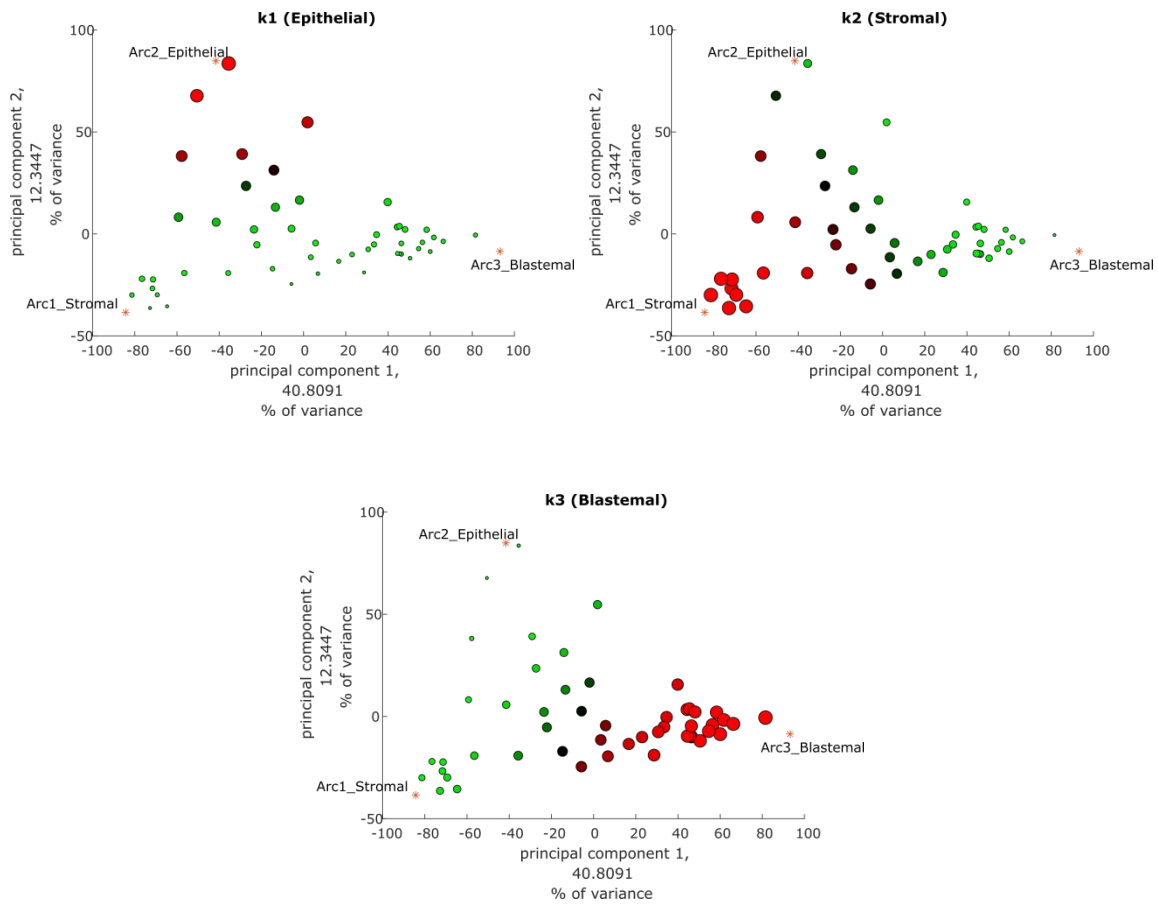 k1 (Epithelial)
100
50
0
-50
principal component 2,
12.3447
% of variance
Arc2_Epithelial
Arc3_Blastemal
Arc1_Stromal
-100 -80 -60 -40 -20 0 20 40 60 80 100
principal component 1,
40.8091
% of variance
k2 (Stromal)
100
50
0
-50
principal component 2,
12.3447
% of variance
Arc2_Epithelial
Arc3_Blastemal
Arc1_Stromal
-100 -80 -60 -40 -20 0 20 40 60 80 100
principal component 1,
40.8091
% of variance
k3 (Blastemal)
100
50
0
-50
principal component 2,
12.3447
% of variance
Arc2_Epithelial
Arc3_Blastemal
Arc1_Stromal
-100 -80 -60 -40 -20 0 20 40 60 80 100
principal component 1,
40.8091
% of variance